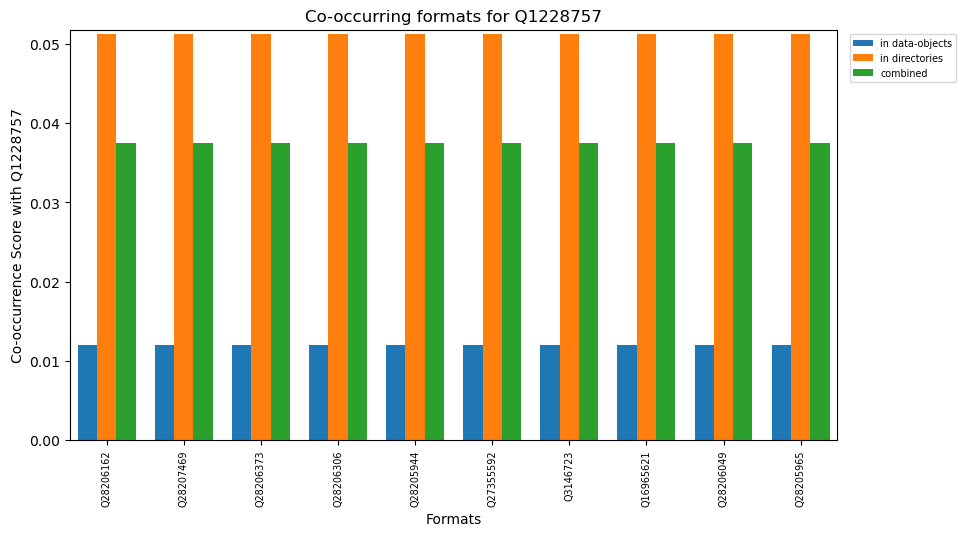 Co-occurring formats for Q1228757
in data-objects
in directories
combined
Co-occurrence Score with Q1228757
0.05
0.04
0.03
0.02
0.01
0.00
Q28206162
Q28207469
Q28206373
Q28206306
Q28205944
Q27355592
Q3146723
Q16965621
Q28206049
Q28205965
Formats